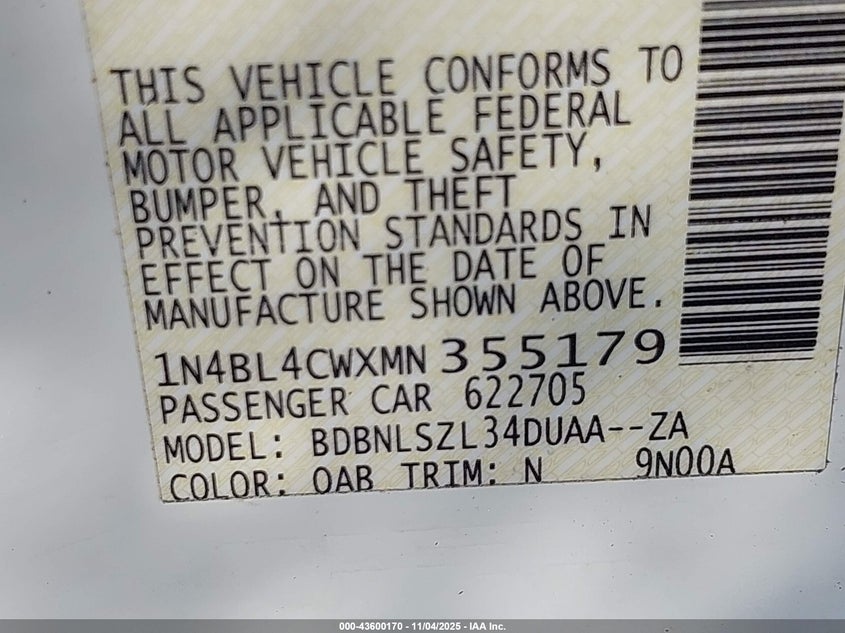 THIS VEHICLE CONFORMS TO
ALL APPLICABLE FEDERAL
MOTOR VEHICLE SAFETY,
BUMPER, AND THEFT
PREVENTION STANDARDS IN
EFFECT ON THE DATE OF
MANUFACTURE SHOWN ABOVE.
1N4BL4CWXMN 355179
PASSENGER CAR 622705
MODEL: BDBNLSZL34DUAA--ZA
COLOR: QAB TRIM: N 9N00A
000-43600170 - 11/04/2025 - IAA Inc.